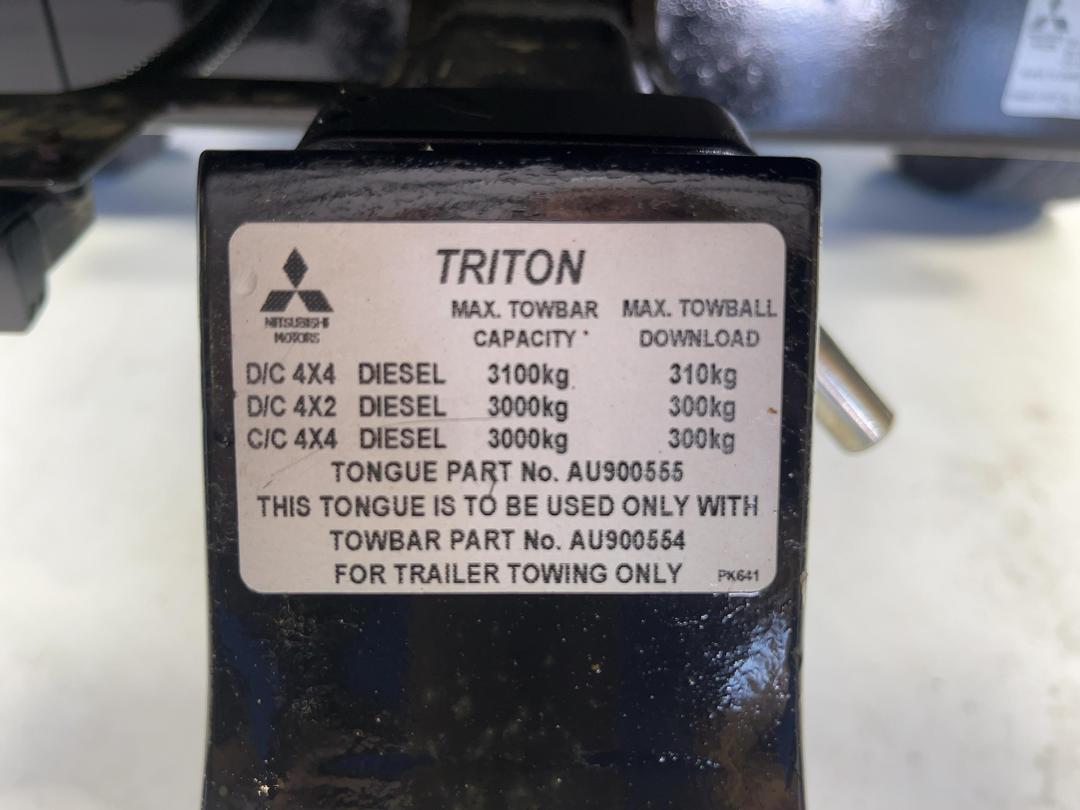 TRITON
MITSUBISHI
MOTORS
MAX. TOWBAR MAX. TOWBALL
CAPACITY DOWNLOAD
D/C 4X4 DIESEL 3100kg 310kg
D/C 4X2 DIESEL 3000kg 300kg
C/C 4X4 DIESEL 3000kg 300kg
TONGUE PART No. AU900555
THIS TONGUE IS TO BE USED ONLY WITH
TOWBAR PART No. AU900554
FOR TRAILER TOWING ONLY PK641